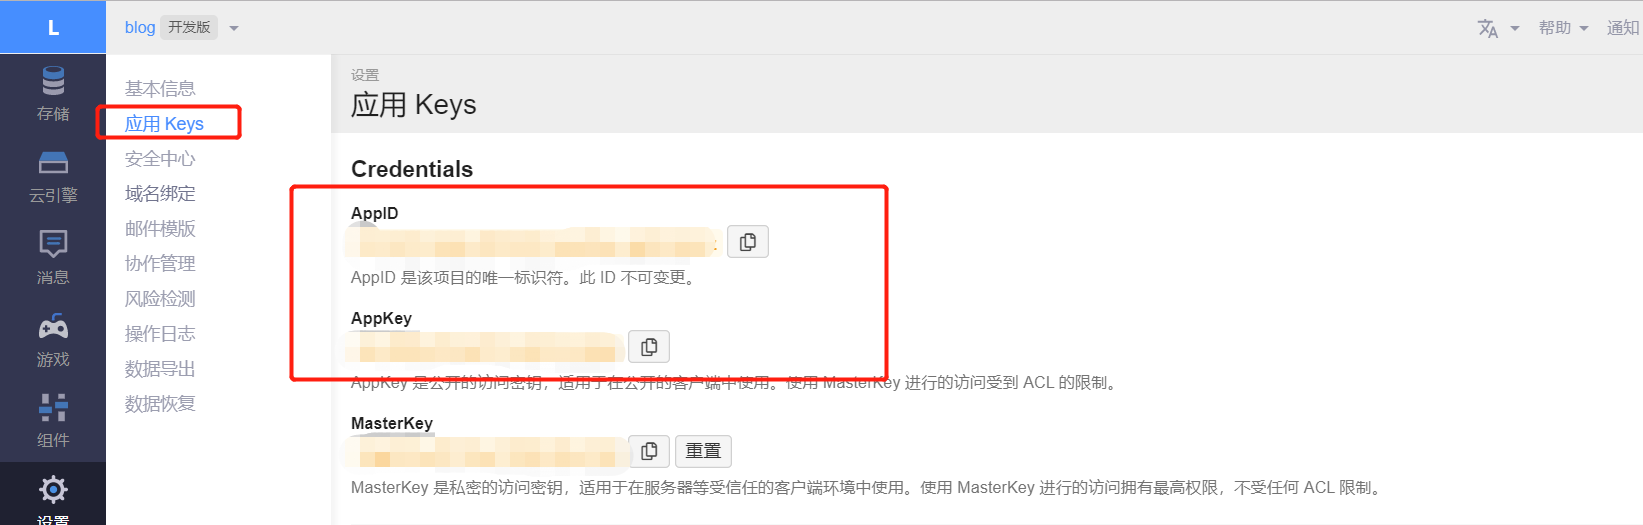 L
blog 开发版
帮助
通知
存储
云引擎
消息
游戏
组件
设置
基本信息
应用 Keys
安全中心
域名绑定
邮件模版
协作管理
风险检测
操作日志
数据导出
数据恢复
设置
应用 Keys
Credentials
AppID
AppID 是该项目的唯一标识符。此 ID 不可变更。
AppKey
AppKey 是公开的访问密钥，适用于在公开的客户端中使用。使用 MasterKey 进行的访问受到 ACL 的限制。
MasterKey
重置
MasterKey 是私密的访问密钥，适用于在服务器等受信任的客户端环境中使用。使用 MasterKey 进行的访问拥有最高权限，不受任何 ACL 限制。